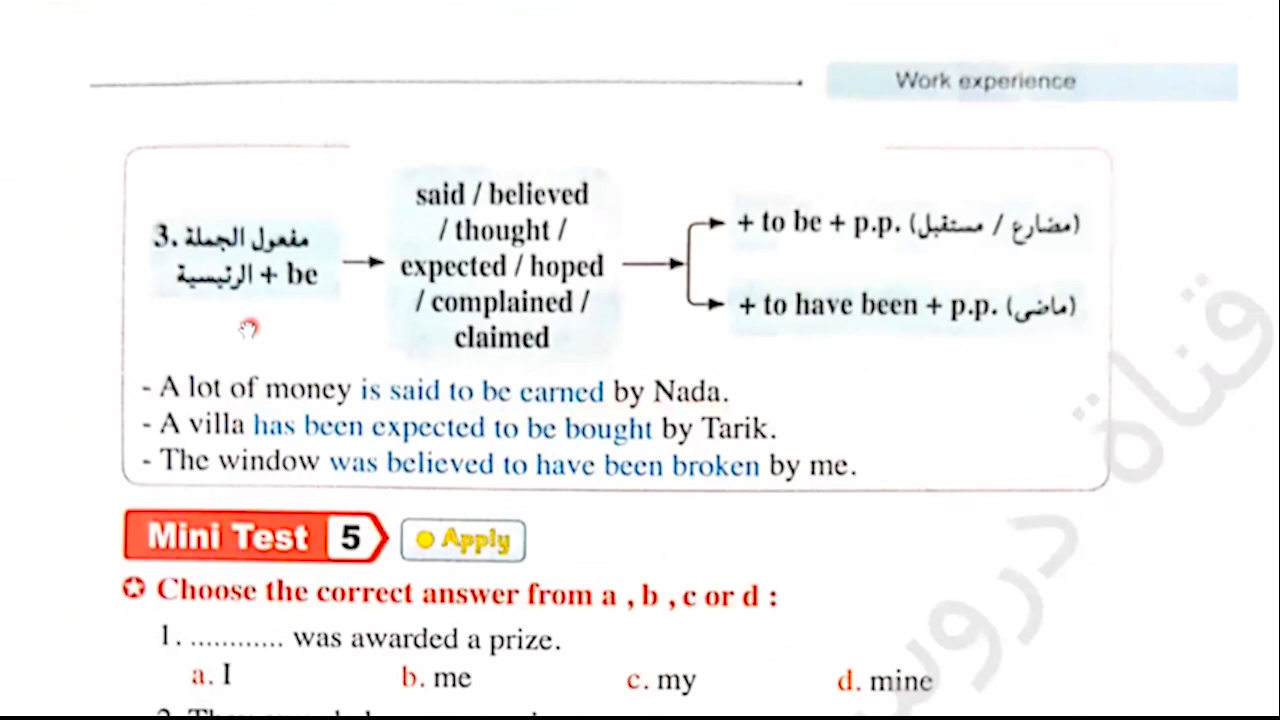 Work experience
3. مفعول الجملة
الرئيسية + be
said / believed
/ thought /
expected / hoped
/ complained /
claimed
+ to be + p.p. (مضارع / مستقبل)
+ to have been + p.p. (ماضى)
- A lot of money is said to be earned by Nada.
- A villa has been expected to be bought by Tarik.
- The window was believed to have been broken by me.
Mini Test 5 Apply
Choose the correct answer from a , b , c or d :
1. ............ was awarded a prize.
a. I b. me c. my d. mine
قناة دروس